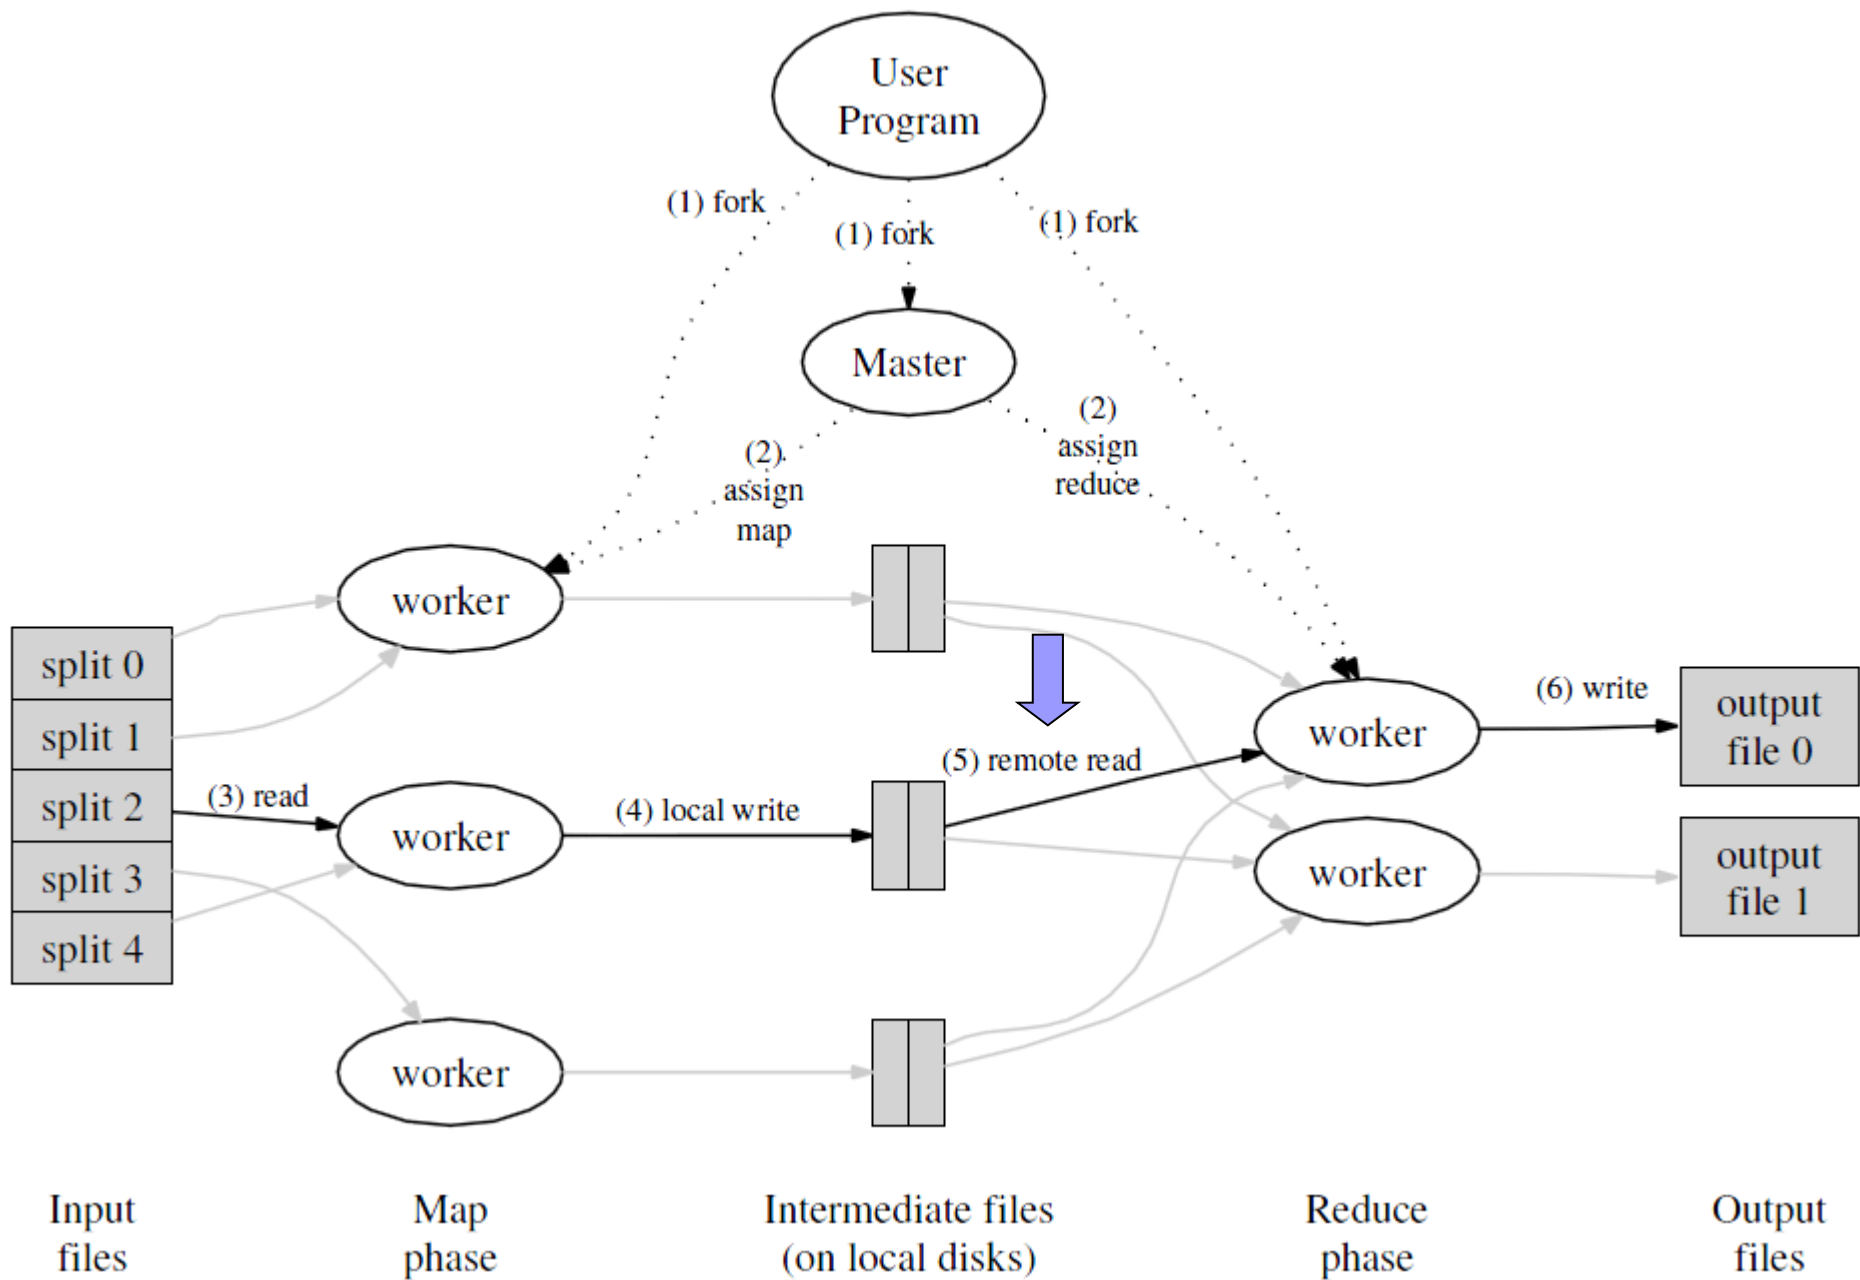 User
Program
(1) fork
(1) fork
(1) fork
Master
(2)
assign
map
(2)
assign
reduce
worker
split 0
split 1
split 2
split 3
split 4
(3) read
worker
(4) local write
(5) remote read
worker
(6) write
output
file 0
worker
output
file 1
worker
Input
files
Map
phase
Intermediate files
(on local disks)
Reduce
phase
Output
files